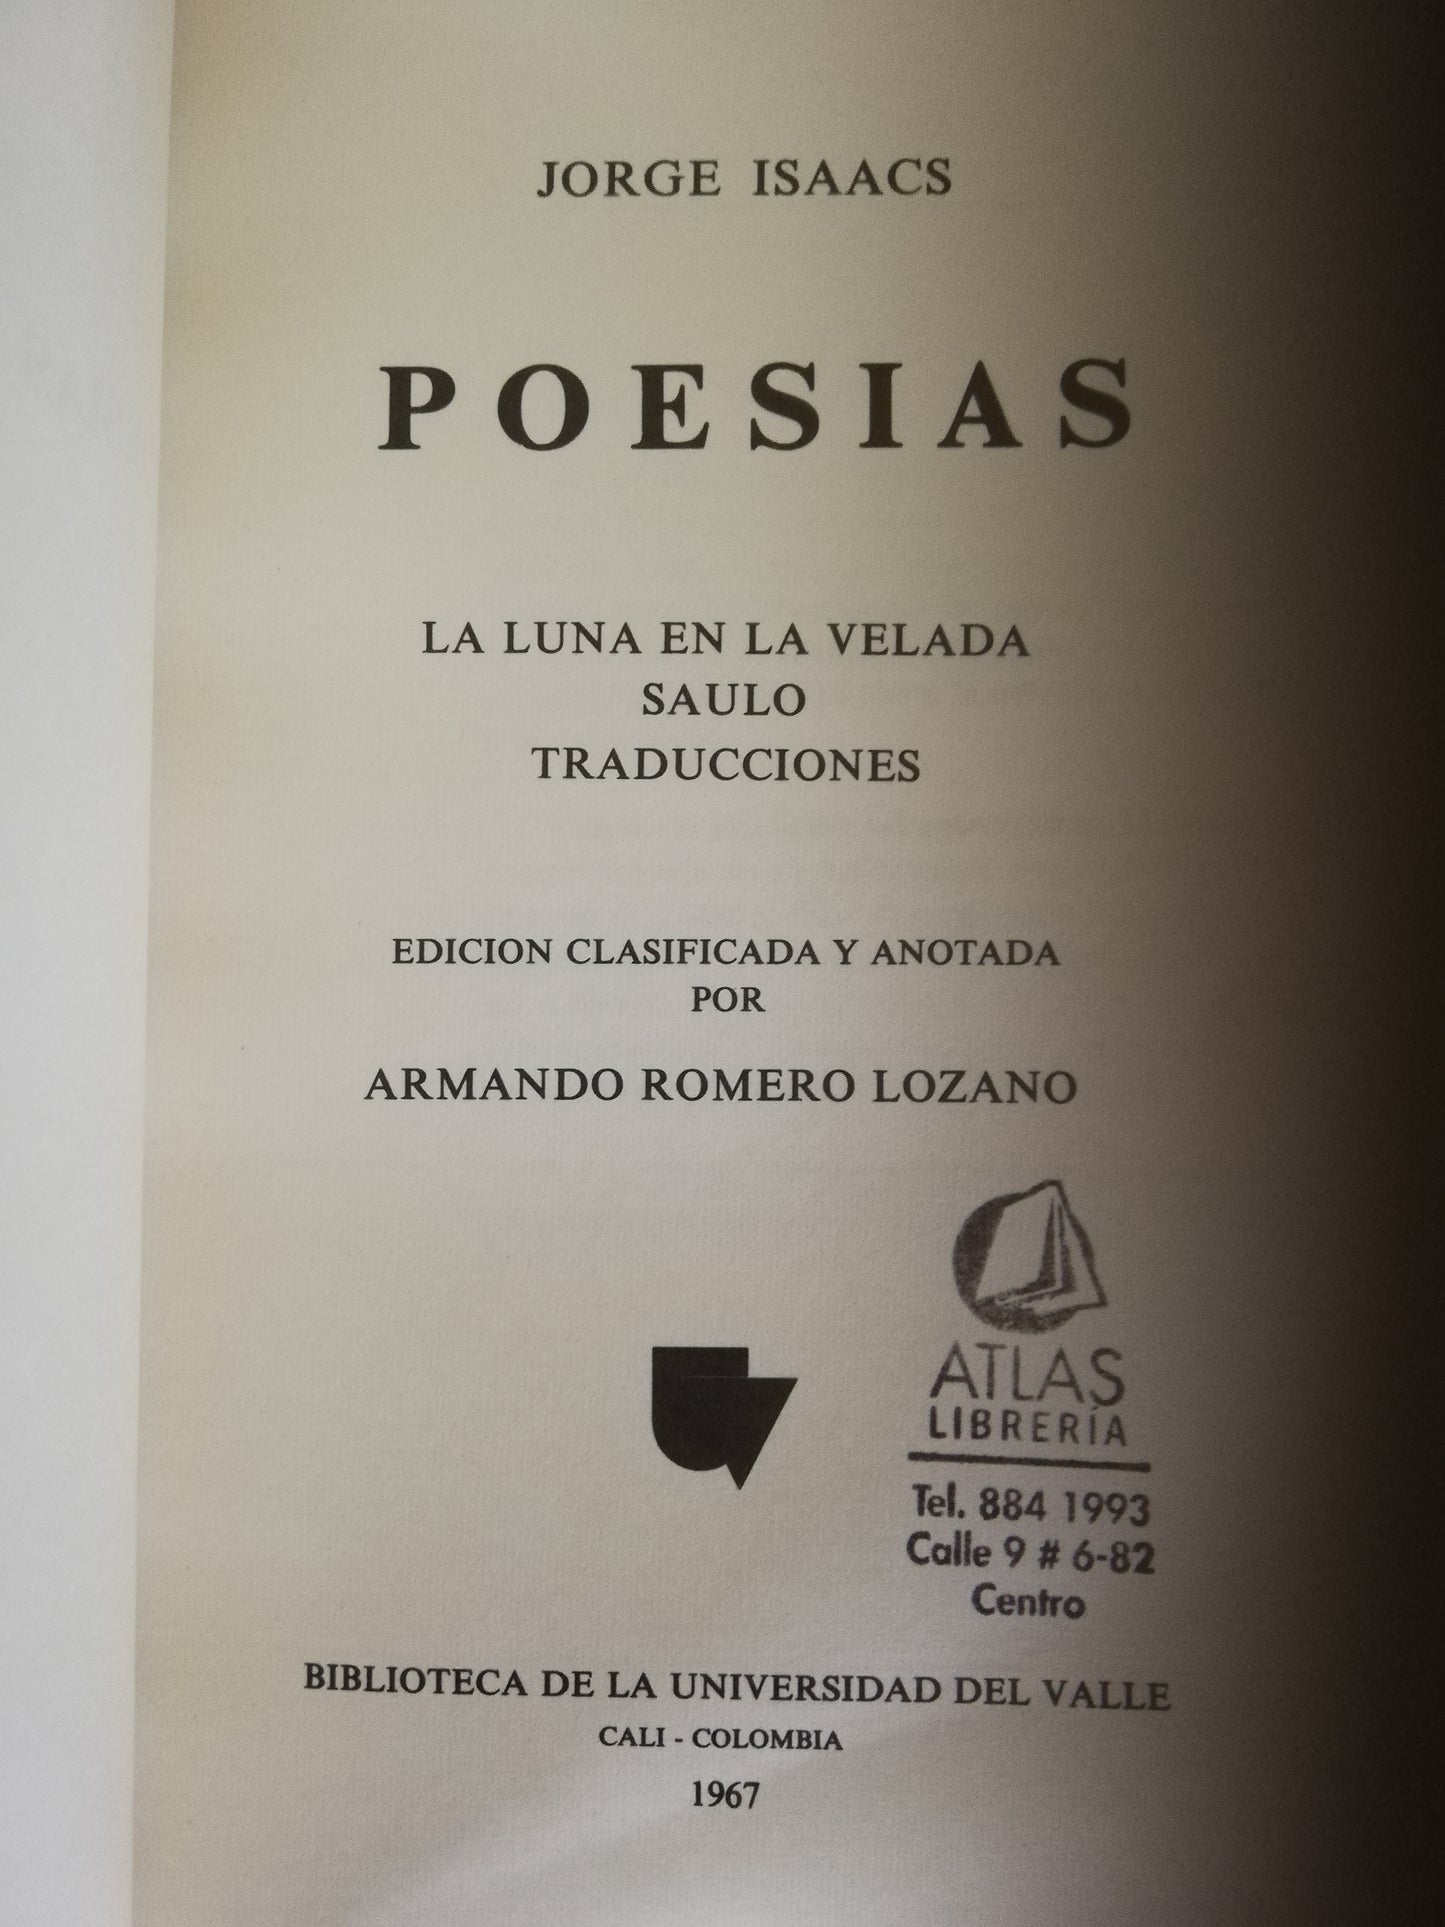 JORGE ISAACS
POESIAS
LA LUNA EN LA VELADA
SAULO
TRADUCCIONES
EDICION CLASIFICADA Y ANOTADA
POR
ARMANDO ROMERO LOZANO
ATLAS
LIBRERÍA
Tel. 884 1993
Calle 9 # 6-82
Centro
BIBLIOTECA DE LA UNIVERSIDAD DEL VALLE
CALI - COLOMBIA
1967